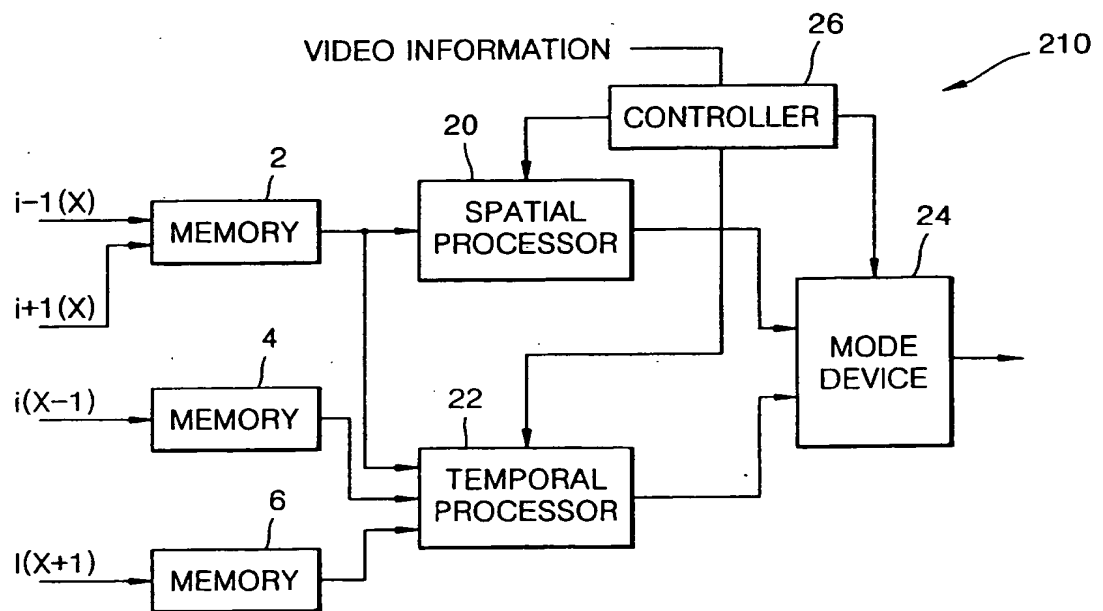 VIDEO INFORMATION
26
210
CONTROLLER
20
2
i-1(X)
MEMORY
SPATIAL
PROCESSOR
24
i+1(X)
4
MODE
DEVICE
22
i(X-1)
MEMORY
TEMPORAL
PROCESSOR
6
I(X+1)
MEMORY